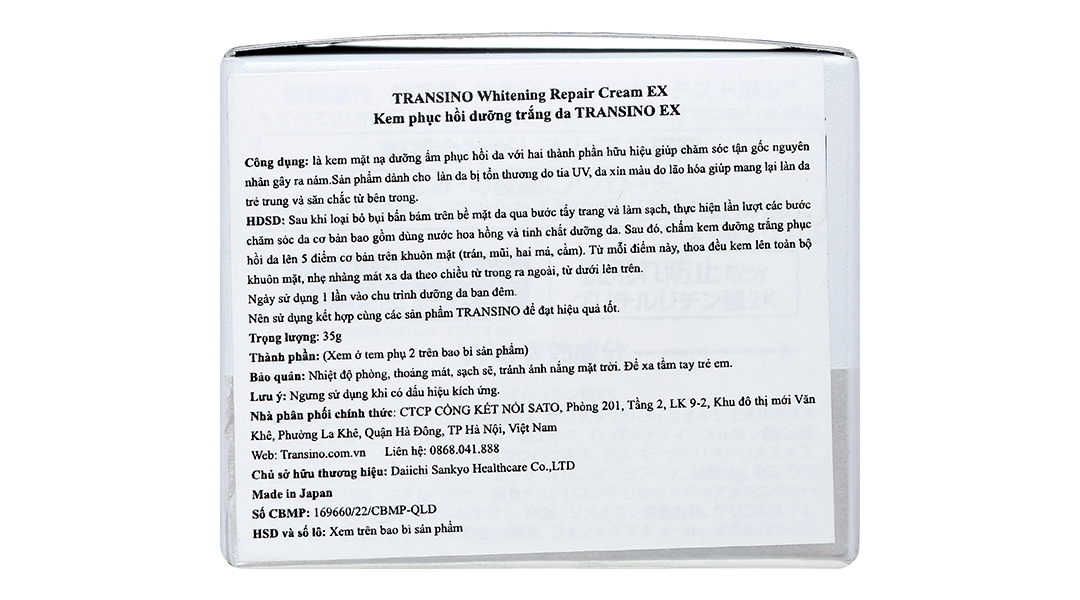 TRANSINO Whitening Repair Cream EX
Kem phục hồi dưỡng trắng da TRANSINO EX
Công dụng: là kem mặt nạ dưỡng ẩm phục hồi da với hai thành phần hữu hiệu giúp chăm sóc tận gốc nguyên
nhân gây ra nám.Sản phẩm dành cho làn da bị tổn thương do tia UV, da xỉn màu do lão hóa giúp mang lại làn da
trẻ trung và săn chắc từ bên trong.
HDSD: Sau khi loại bỏ bụi bẩn bám trên bề mặt da qua bước tẩy trang và làm sạch, thực hiện lần lượt các bước
chăm sóc da cơ bản bao gồm dùng nước hoa hồng và tinh chất dưỡng da. Sau đó, chấm kem dưỡng trắng phục
hồi da lên 5 điểm cơ bản trên khuôn mặt (trán, mũi, hai má, cằm). Từ mỗi điểm này, thoa đều kem lên toàn bộ
khuôn mặt, nhẹ nhàng mát xa da theo chiều từ trong ra ngoài, từ dưới lên trên.
Ngày sử dụng 1 lần vào chu trình dưỡng da ban đêm.
Nên sử dụng kết hợp cùng các sản phẩm TRANSINO để đạt hiệu quả tốt.
Trọng lượng: 35g
Thành phần: (Xem ở tem phụ 2 trên bao bì sản phẩm)
Bảo quản: Nhiệt độ phòng, thoáng mát, sạch sẽ, tránh ánh nắng mặt trời. Để xa tầm tay trẻ em.
Lưu ý: Ngưng sử dụng khi có dấu hiệu kích ứng.
Nhà phân phối chính thức: CTCP CỔNG KẾT NỐI SATO, Phòng 201, Tầng 2, LK 9-2, Khu đô thị mới Văn
Khê, Phường La Khê, Quận Hà Đông, TP Hà Nội, Việt Nam
Web: Transino.com.vn Liên hệ: 0868.041.888
Chủ sở hữu thương hiệu: Daiichi Sankyo Healthcare Co.,LTD
Made in Japan
Số CBMP: 169660/22/CBMP-QLD
HSD và số lô: Xem trên bao bì sản phẩm